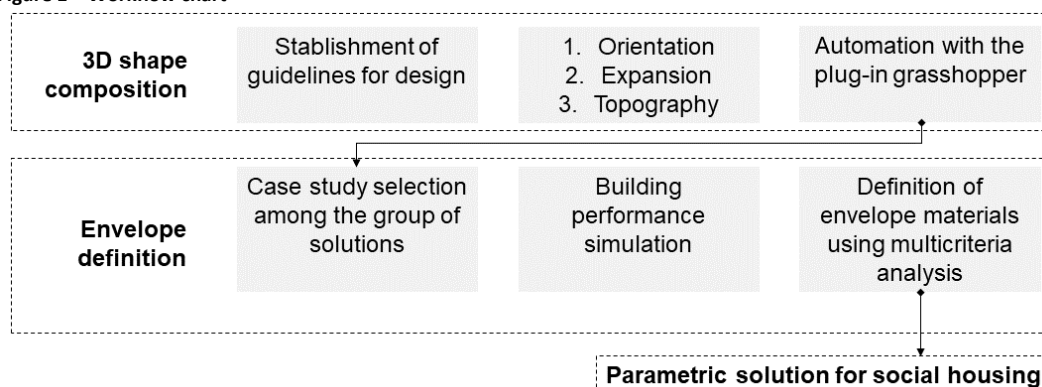 3D shape
composition
Stablishment of
guidelines for design
1. Orientation
2. Expansion
3. Topography
Automation with the
plug-in grasshopper
Envelope
definition
Case study selection
among the group of
solutions
Building
performance
simulation
Definition of
envelope materials
using multicriteria
analysis
Parametric solution for social housing